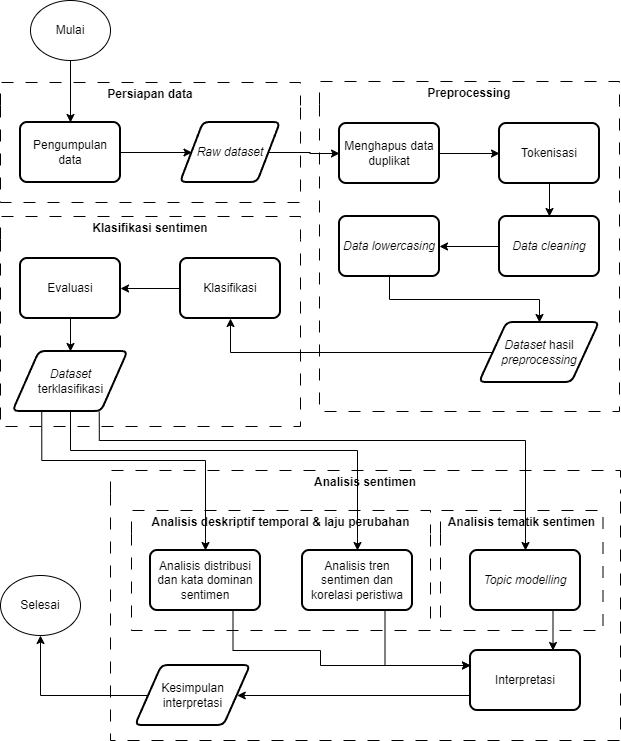 Mulai
Persiapan data
Pengumpulan
data
Raw dataset
Preprocessing
Menghapus data
duplikat
Tokenisasi
Data lowercasing
Data cleaning
Dataset hasil
preprocessing
Klasifikasi sentimen
Evaluasi
Klasifikasi
Dataset
terklasifikasi
Analisis sentimen
Analisis deskriptif temporal & laju perubahan
Analisis tematik sentimen
Analisis distribusi
dan kata dominan
sentimen
Analisis tren
sentimen dan
korelasi peristiwa
Topic modelling
Selesai
Kesimpulan
interpretasi
Interpretasi